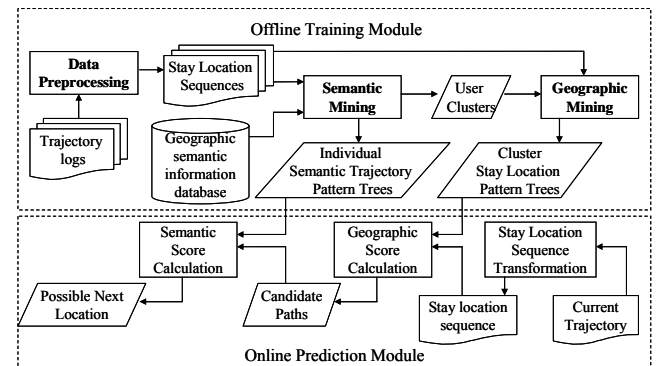 Offline Training Module
Data
Preprocessing
Stay Location
Sequences
Semantic
Mining
User
Clusters
Geographic
Mining
Trajectory
logs
Geographic
semantic
information
database
Individual
Semantic Trajectory
Pattern Trees
Cluster
Stay Location
Pattern Trees
Semantic
Score
Calculation
Geographic
Score
Calculation
Stay Location
Sequence
Transformation
Possible Next
Location
Candidate
Paths
Stay location
sequence
Current
Trajectory
Online Prediction Module